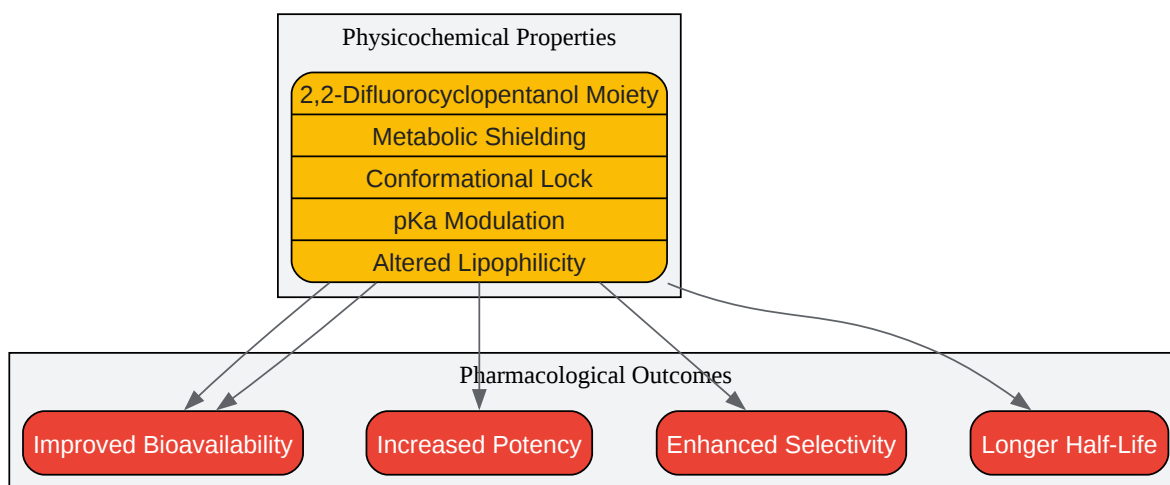 Physicochemical Properties
2,2-Difluorocyclopentanol Moiety
Metabolic Shielding
Conformational Lock
pKa Modulation
Altered Lipophilicity
Pharmacological Outcomes
Improved Bioavailability
Increased Potency
Enhanced Selectivity
Longer Half-Life